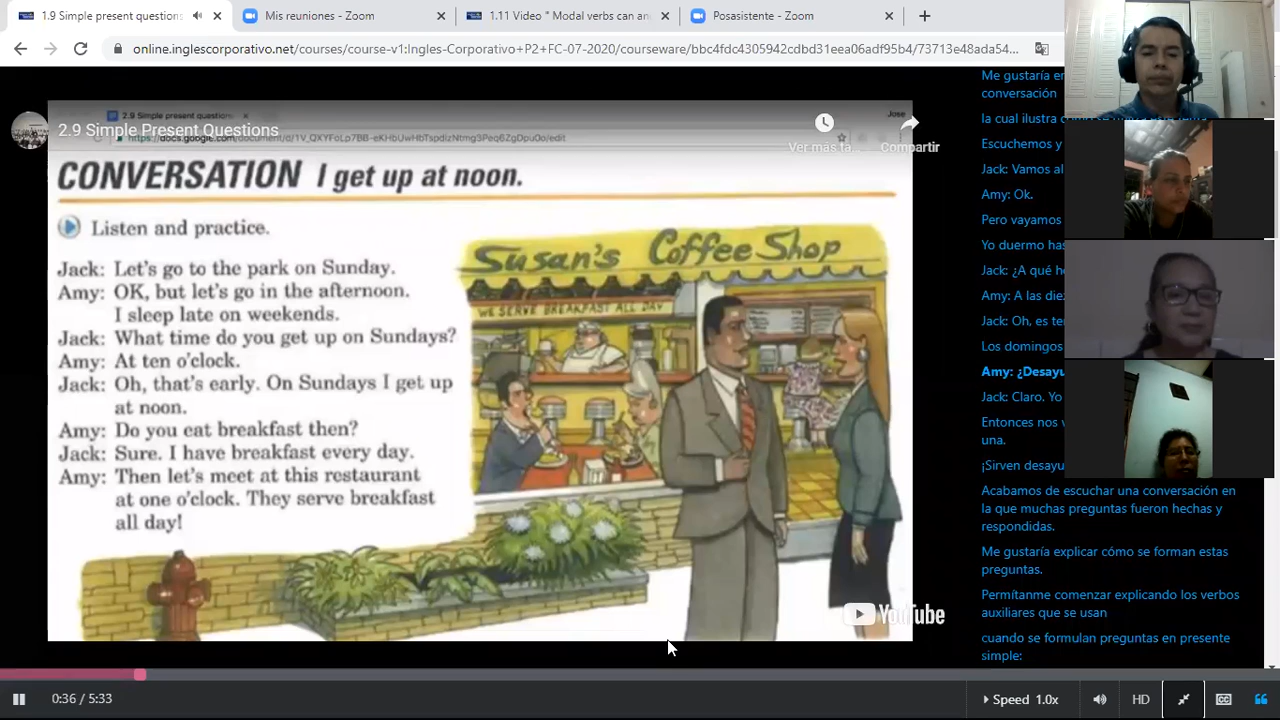 1.9 Simple present question
Mis reuniones - Zoom
1.11 Video " Modal verbs can an
Posasistente - Zoom
online.inglescorporativo.net/courses/course-v1:Ingles-Corporativo+P2+FC-07-2020/courseware/bbc4fdc4305942cdbd31eea06adf95b4/73713e48ada54...
2.9 Simple Present Questions
Jose
2.9 Simple Present Questions
Ver más ta...
Compartir
CONVERSATION I get up at noon.
Listen and practice.
Jack: Let's go to the park on Sunday.
Amy: OK, but let's go in the afternoon.
I sleep late on weekends.
Jack: What time do you get up on Sundays?
Amy: At ten o'clock.
Jack: Oh, that's early. On Sundays I get up
at noon.
Amy: Do you eat breakfast then?
Jack: Sure. I have breakfast every day.
Amy: Then let's meet at this restaurant
at one o'clock. They serve breakfast
all day!
Susan's Coffee Shop
WE SERVE BREAKFAST ALL DAY
YouTube
Me gustaría en
conversación
la cual ilustra
Escuchemos y
Jack: Vamos al
Amy: Ok.
Pero vayamos
Yo duermo has
Jack: ¿A qué ho
Amy: A las die
Jack: Oh, es te
Los domingos
Amy: ¿Desayu
Jack: Claro. Yo
Entonces nos v
una.
¡Sirven desayu
Acabamos de escuchar una conversación en
la que muchas preguntas fueron hechas y
respondidas.
Me gustaría explicar cómo se forman estas
preguntas.
Permítanme comenzar explicando los verbos
auxiliares que se usan
cuando se formulan preguntas en presente
simple:
0:36 / 5:33
Speed 1.0x
HD
CC